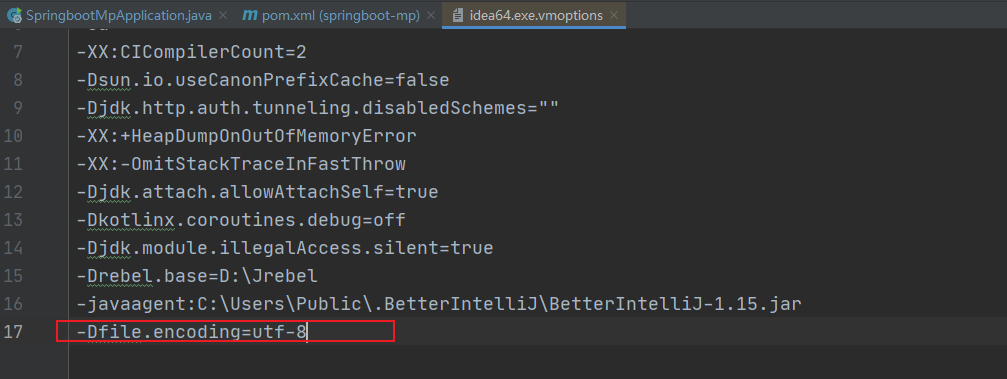 SpringbootMpApplication.java × pom.xml (springboot-mp) × idea64.exe.vmoptions ×
7 -XX:CICompilerCount=2
8 -Dsun.io.useCanonPrefixCache=false
9 -Djdk.http.auth.tunneling.disabledSchemes=""
10 -XX:+HeapDumpOnOutOfMemoryError
11 -XX:-OmitStackTraceInFastThrow
12 -Djdk.attach.allowAttachSelf=true
13 -Dkotlinx.coroutines.debug=off
14 -Djdk.module.illegalAccess.silent=true
15 -Drebel.base=D:\Jrebel
16 -javaagent:C:\Users\Public\.BetterIntelliJ\BetterIntelliJ-1.15.jar
17 -Dfile.encoding=utf-8